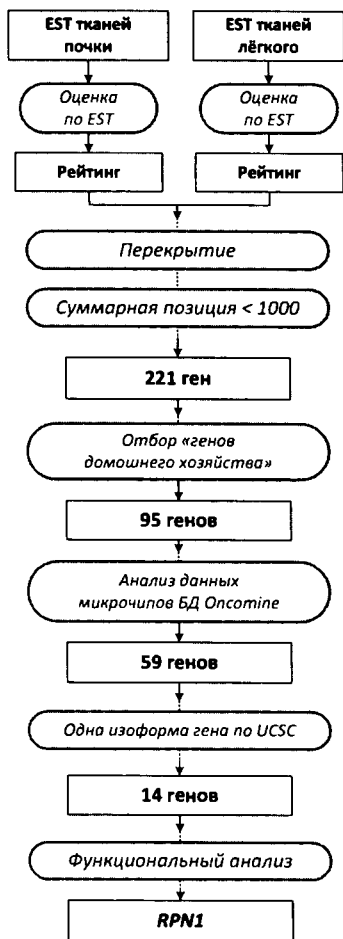 EST тканей
почки
EST тканей
лёгкого
Оценка
по EST
Оценка
по EST
Рейтинг
Рейтинг
Перекрытие
Суммарная позиция < 1000
221 ген
Отбор «генов
домошнего хозяйства»
95 генов
Анализ данных
микрочипов БД Oncomine
59 генов
Одна изоформа гена по UCSC
14 генов
Функциональный анализ
RPN1